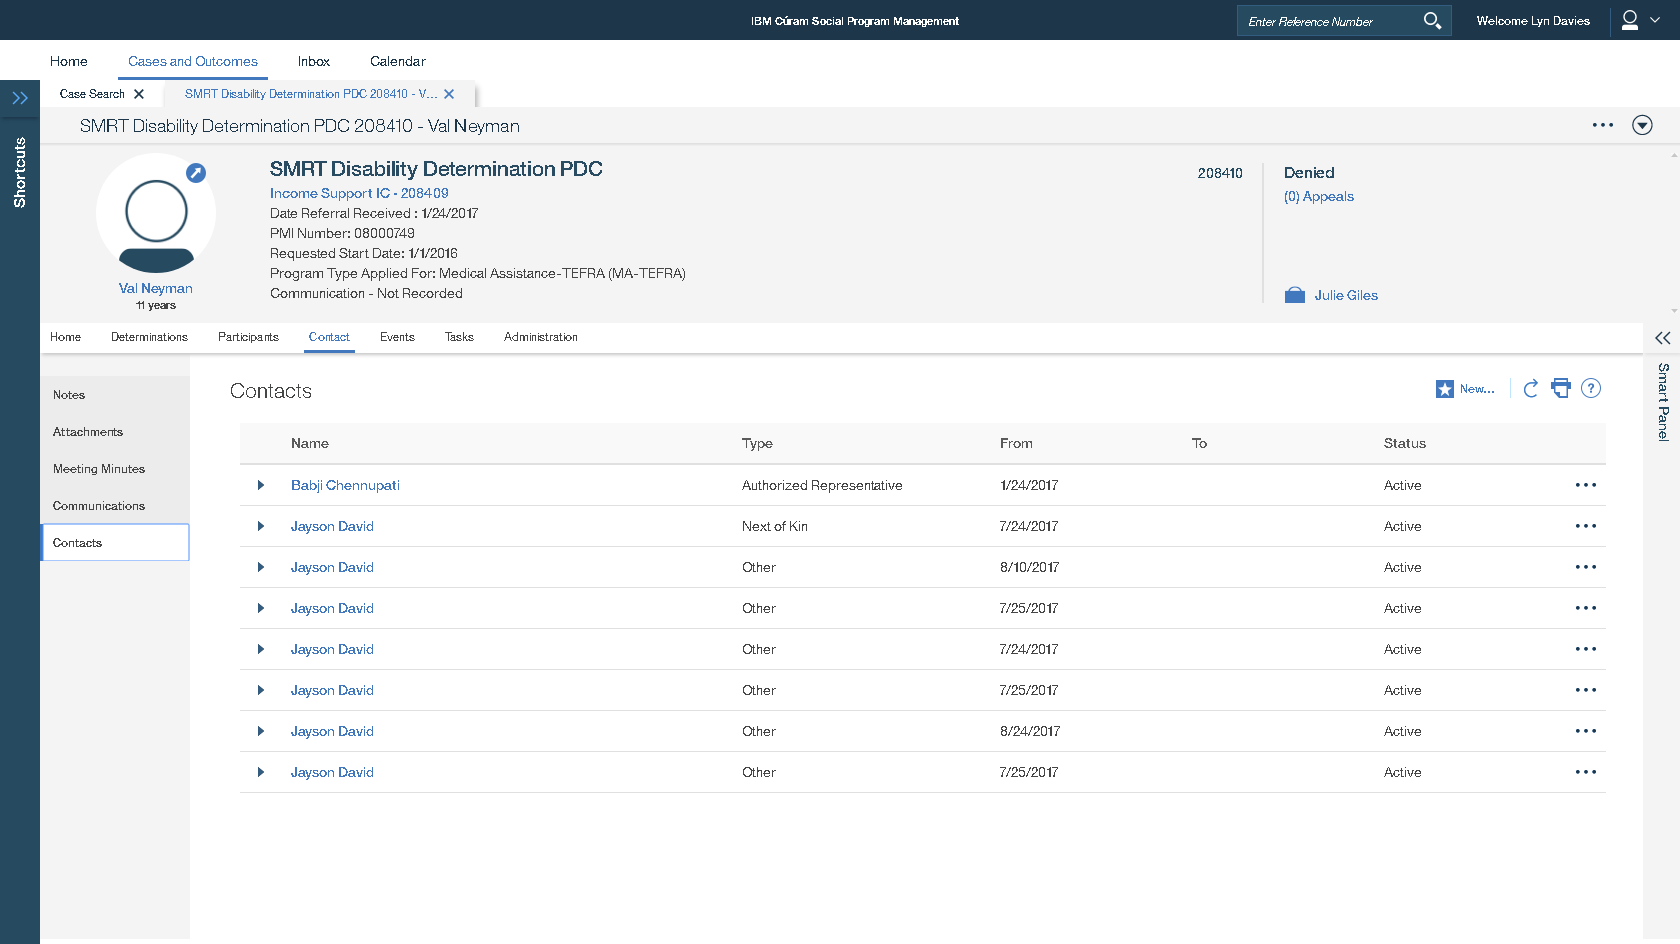 IBM Cúram Social Program Management
Enter Reference Number
Welcome Lyn Davies
Home Cases and Outcomes Inbox Calendar
Case Search SMRT Disability Determination PDC 208410 - V...
SMRT Disability Determination PDC 208410 - Val Neyman
Shortcuts
SMRT Disability Determination PDC
Income Support IC - 208409
Date Referral Received : 1/24/2017
PMI Number: 08000749
Requested Start Date: 1/1/2016
Program Type Applied For: Medical Assistance-TEFRA (MA-TEFRA)
Communication - Not Recorded
Val Neyman
11 years
208410
Denied
(0) Appeals
Julie Giles
Home Determinations Participants Contact Events Tasks Administration
Smart Panel
Notes
Attachments
Meeting Minutes
Communications
Contacts
Contacts
New...
?
Name Type From To Status
Babji Chennupati Authorized Representative 1/24/2017 Active
Jayson David Next of Kin 7/24/2017 Active
Jayson David Other 8/10/2017 Active
Jayson David Other 7/25/2017 Active
Jayson David Other 7/24/2017 Active
Jayson David Other 7/25/2017 Active
Jayson David Other 8/24/2017 Active
Jayson David Other 7/25/2017 Active